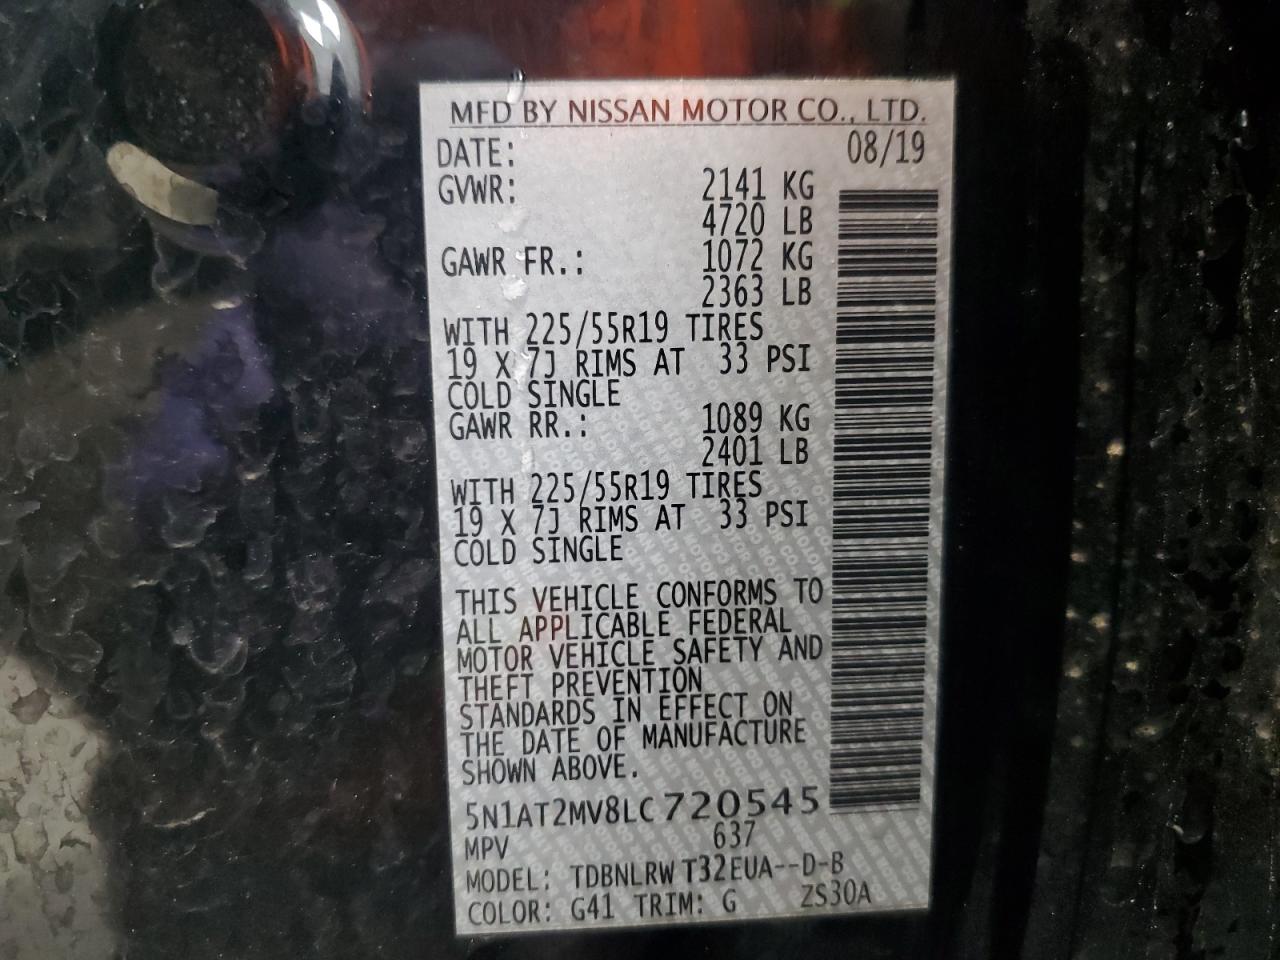 MFD BY NISSAN MOTOR CO., LTD.
DATE: 08/19
GVWR: 2141 KG
4720 LB
GAWR FR.: 1072 KG
2363 LB
WITH 225/55R19 TIRES
19 X 7J RIMS AT 33 PSI
COLD SINGLE
GAWR RR.: 1089 KG
2401 LB
WITH 225/55R19 TIRES
19 X 7J RIMS AT 33 PSI
COLD SINGLE
THIS VEHICLE CONFORMS TO
ALL APPLICABLE FEDERAL
MOTOR VEHICLE SAFETY AND
THEFT PREVENTION
STANDARDS IN EFFECT ON
THE DATE OF MANUFACTURE
SHOWN ABOVE.
5N1AT2MV8LC720545
MPV 637
MODEL: TDBNLRW T32EUA--D-B
COLOR: G41 TRIM: G ZS30A